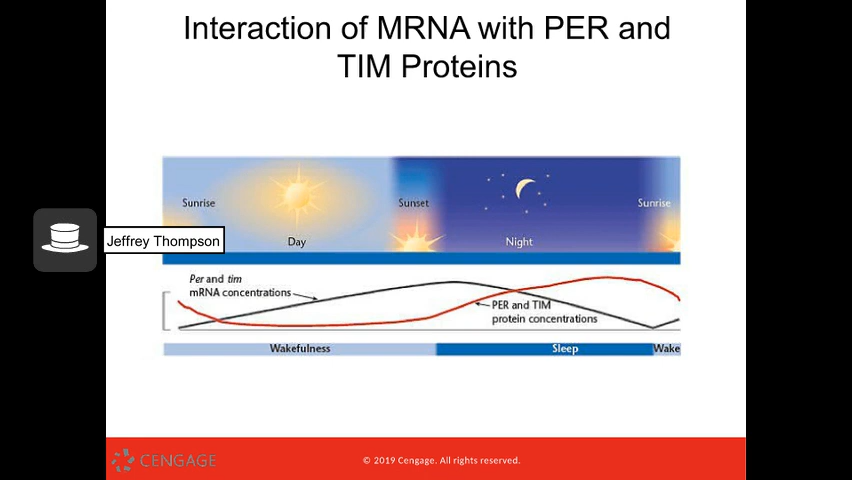 Interaction of MRNA with PER and
TIM Proteins
Sunrise
Sunset
Sunrise
Day
Night
Jeffrey Thompson
Per and tim
mRNA concentrations
PER and TIM
protein concentrations
Wakefulness
Sleep
Wake
CENGAGE
© 2019 Cengage. All rights reserved.